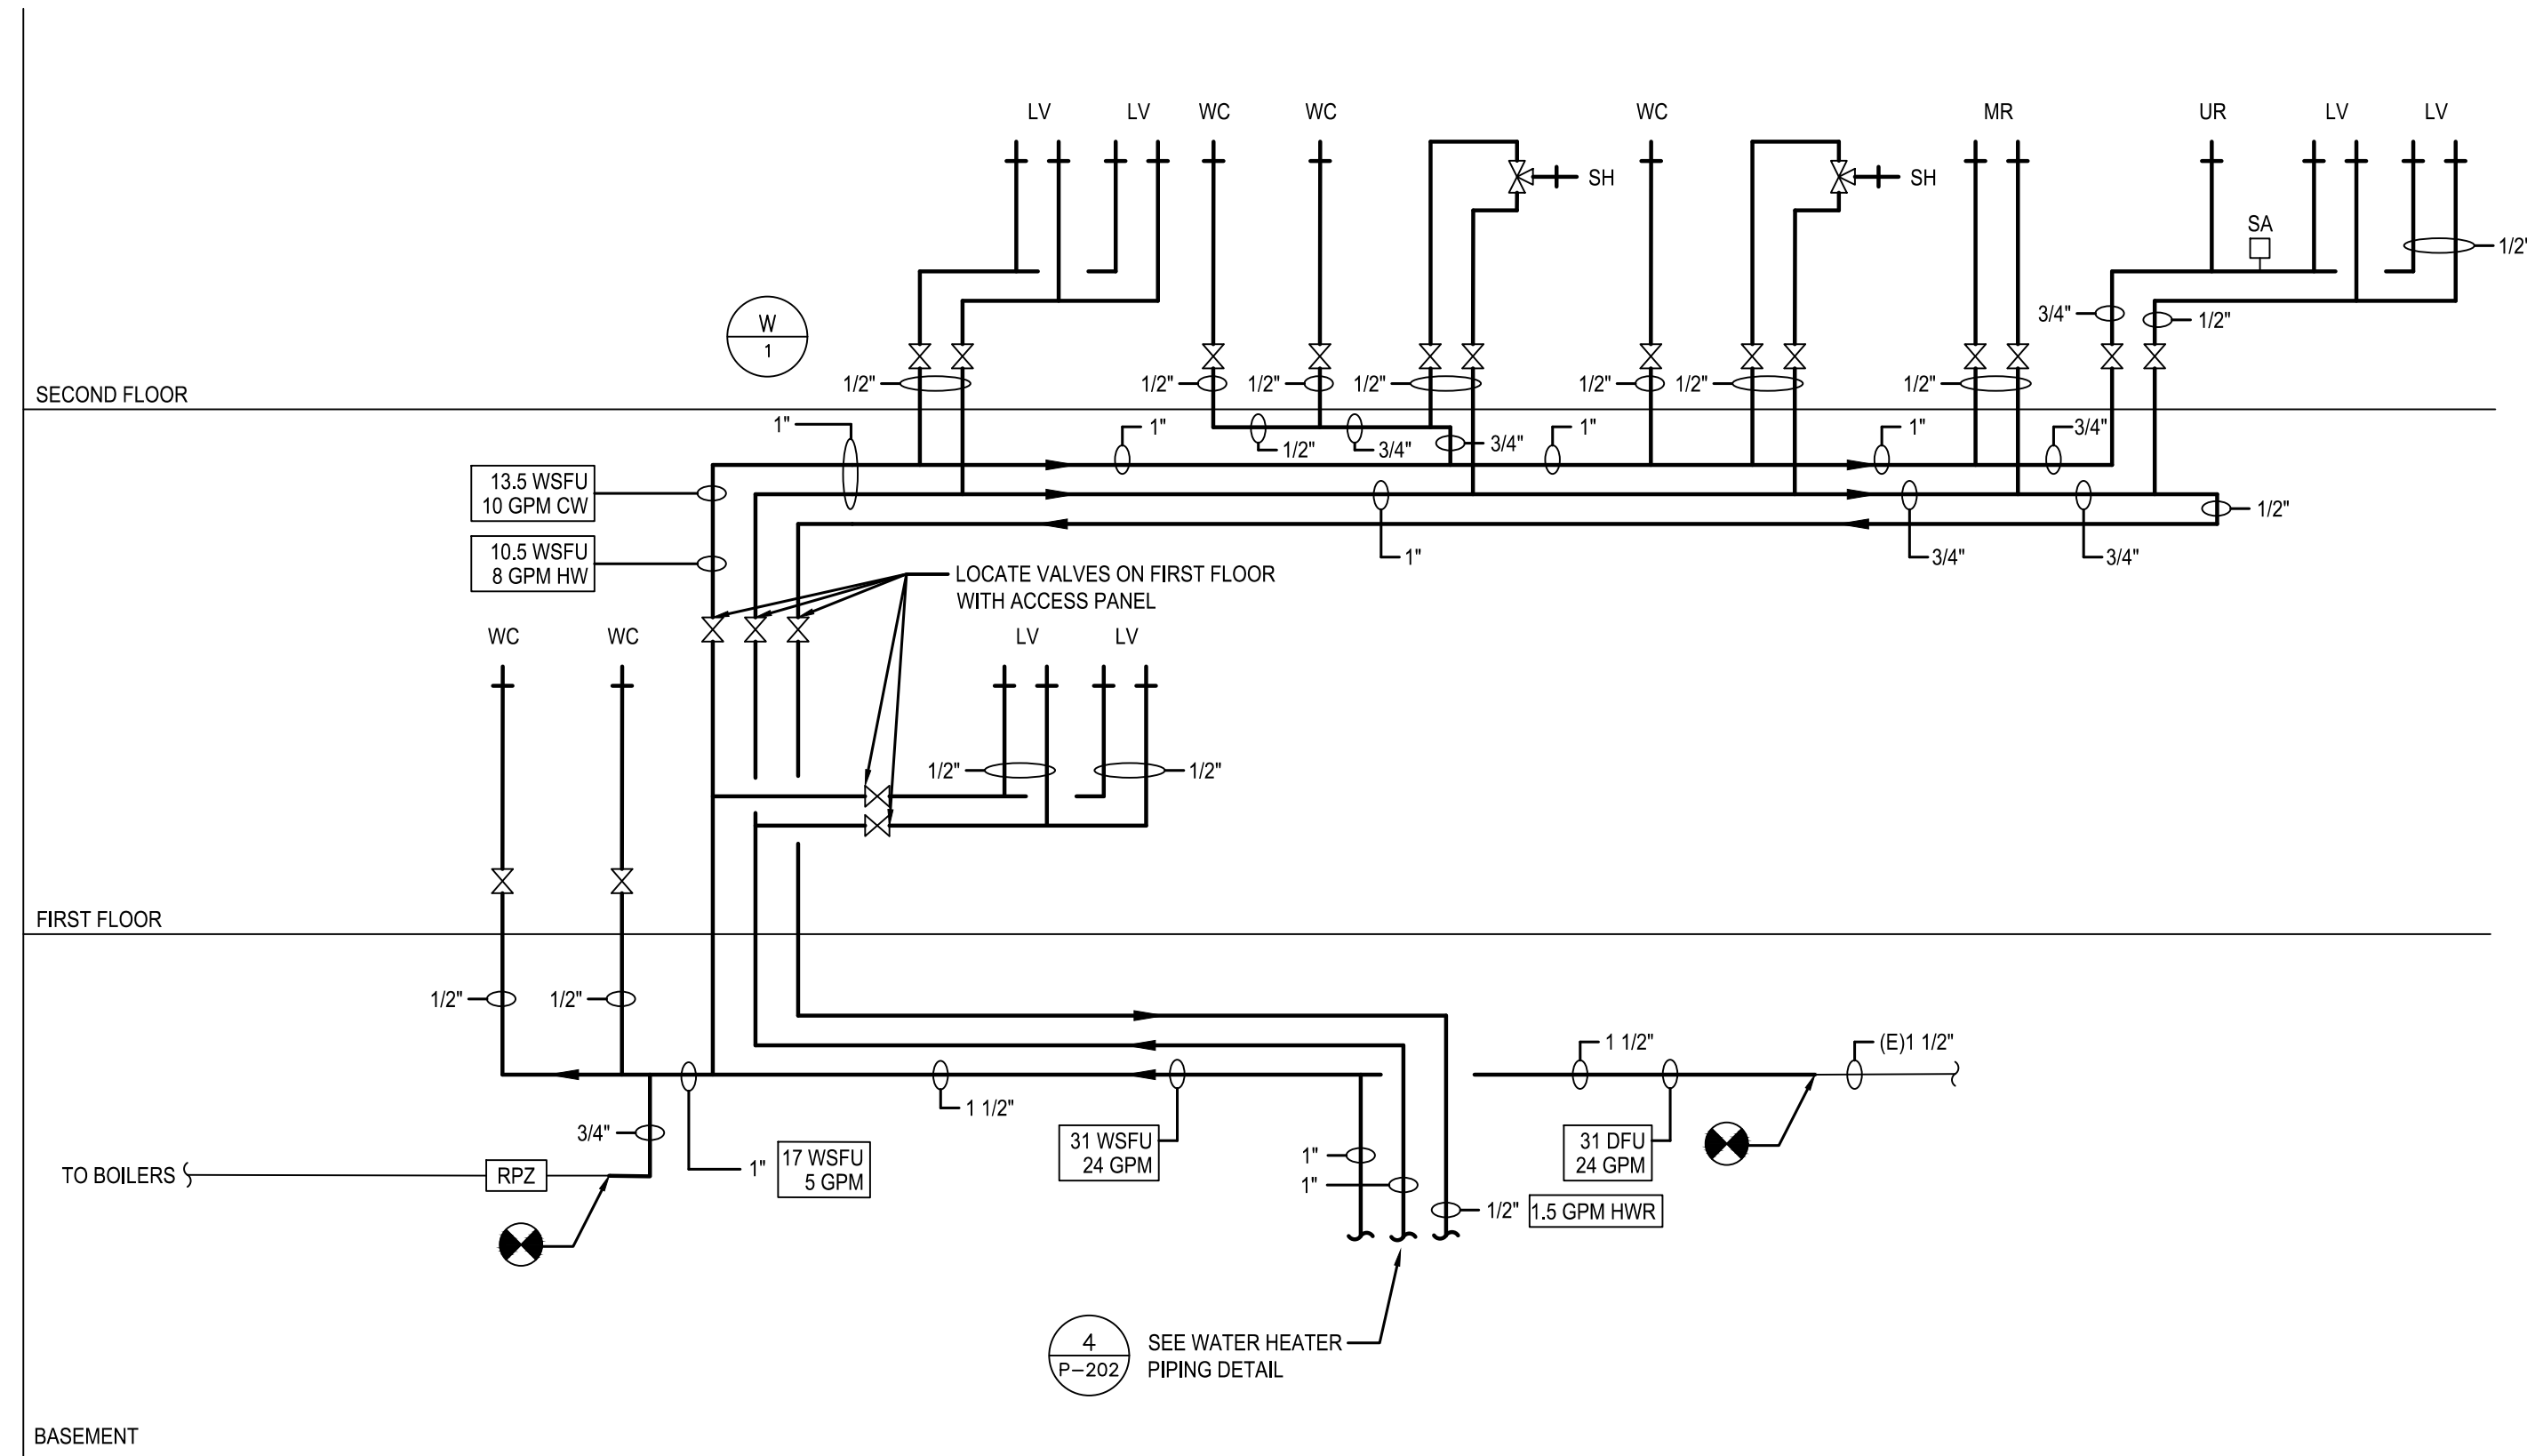 LV LV WC WC WC MR UR LV LV
SH SH
SA
1/2"
W
1
3/4" 1/2"
1/2" 1/2" 1/2" 1/2" 1/2" 1/2" 1/2"
SECOND FLOOR
1" 1" 1/2" 3/4" 3/4" 1" 1" 3/4"
13.5 WSFU
10 GPM CW
1/2"
10.5 WSFU
8 GPM HW
1" 3/4" 3/4"
LOCATE VALVES ON FIRST FLOOR
WITH ACCESS PANEL
WC WC LV LV
1/2" 1/2"
FIRST FLOOR
1/2" 1/2"
1 1/2" (E)1 1/2"
1 1/2"
3/4"
31 WSFU
24 GPM
31 DFU
24 GPM
17 WSFU
5 GPM
1"
1"
1"
TO BOILERS RPZ
1/2" 1.5 GPM HWR
4
P-202
SEE WATER HEATER
PIPING DETAIL
BASEMENT